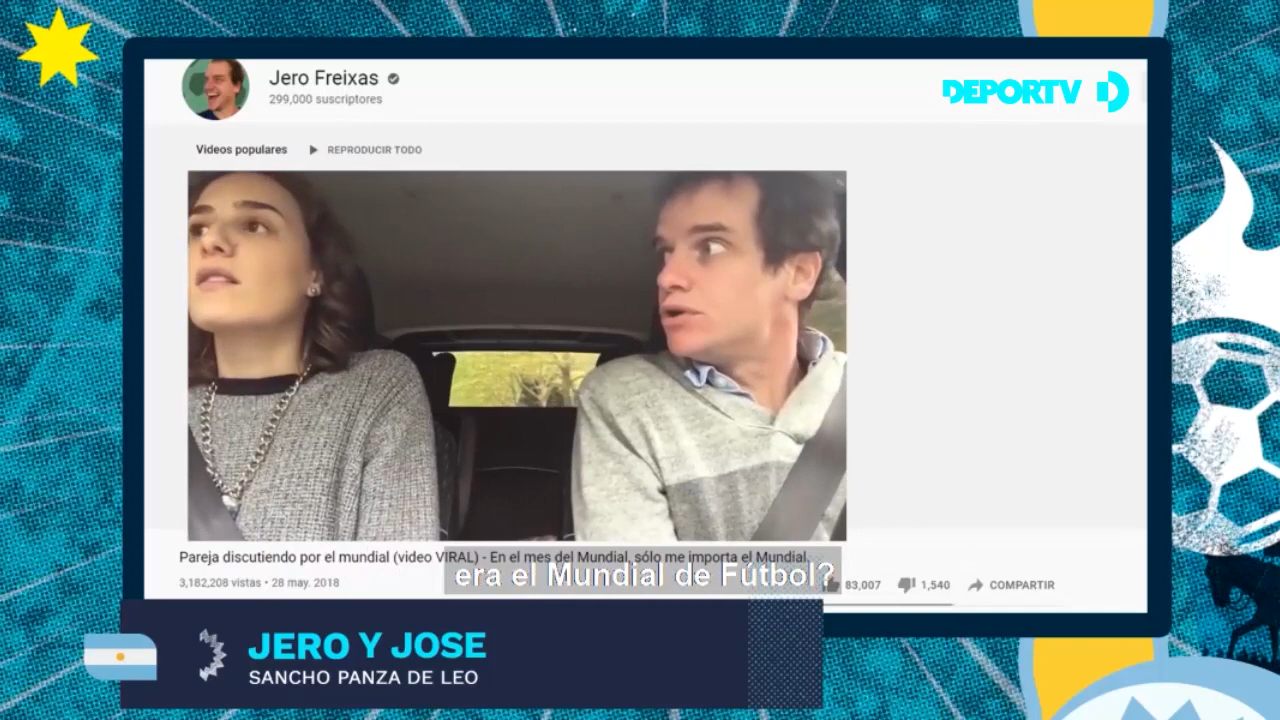 Jero Freixas
299,000 suscriptores
DEPORTV D
Videos populares
REPRODUCIR TODO
Pareja discutiendo por el mundial (video VIRAL) - En el mes del Mundial, sólo me importa el Mundial.
3,182,208 vistas • 28 may. 2018
83,007
1,540
COMPARTIR
era el Mundial de Fútbol?
JERO Y JOSE
SANCHO PANZA DE LEO